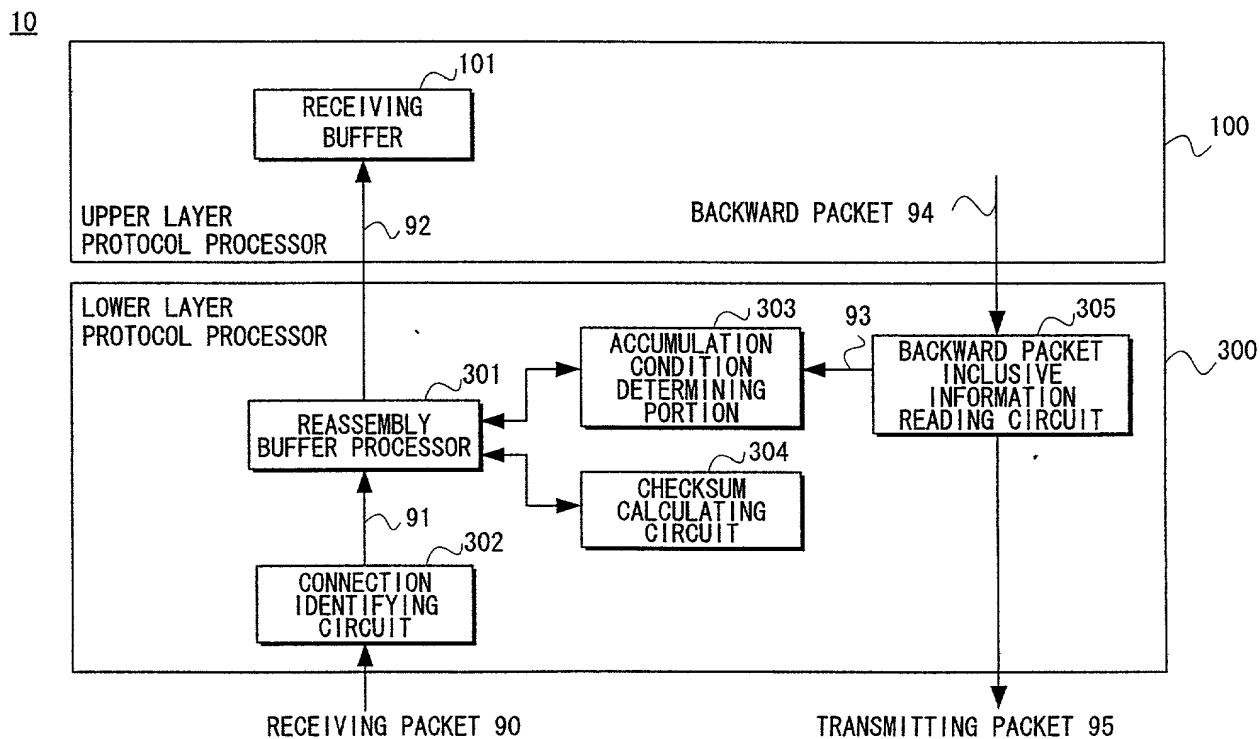 10
101
RECEIVING
BUFFER
100
UPPER LAYER
PROTOCOL PROCESSOR
92
BACKWARD PACKET 94
LOWER LAYER
PROTOCOL PROCESSOR
303
ACCUMULATION
CONDITION
DETERMINING
PORTION
93
305
BACKWARD PACKET
INCLUSIVE
INFORMATION
READING CIRCUIT
300
301
REASSEMBLY
BUFFER PROCESSOR
304
CHECKSUM
CALCULATING
CIRCUIT
91
302
CONNECTION
IDENTIFYING
CIRCUIT
RECEIVING PACKET 90
TRANSMITTING PACKET 95